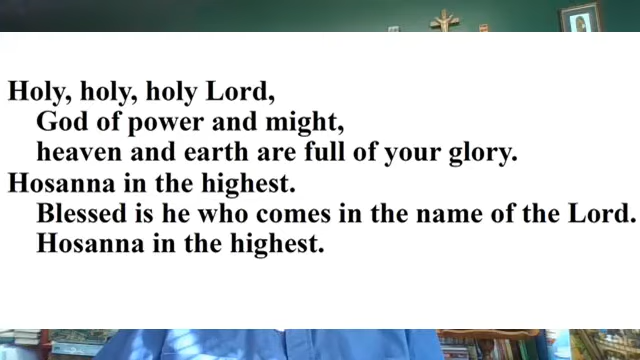 Holy, holy, holy Lord,
God of power and might,
heaven and earth are full of your glory.
Hosanna in the highest.
Blessed is he who comes in the name of the Lord.
Hosanna in the highest.